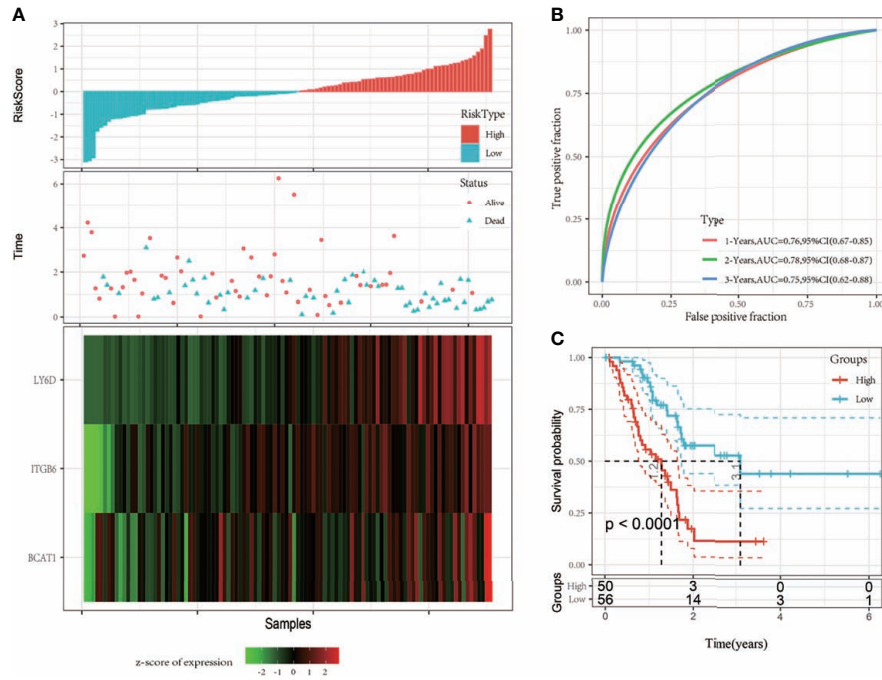 A
RiskScore
3
2
1
0
-1
-2
-3
RiskType
High
Low
Time
6
4
2
0
Status
Alive
Dead
LY6D
ITGB6
BCAT1
Samples
z-score of expression
-2 -1 0 1 2
B
True positive fraction
1.00
0.75
0.50
0.25
0.00
Type
1-Years,AUC=0.76,95%CI(0.67-0.85)
2-Years,AUC=0.78,95%CI(0.68-0.87)
3-Years,AUC=0.75,95%CI(0.62-0.88)
0.00 0.25 0.50 0.75 1.00
False positive fraction
C
Survival probability
1.00
0.75
0.50
0.25
0.00
Groups
High
Low
1.2
3.1
p < 0.0001
Groups
High 50 3 0 0
Low 56 14 3 1
0 2 4 6
Time(years)